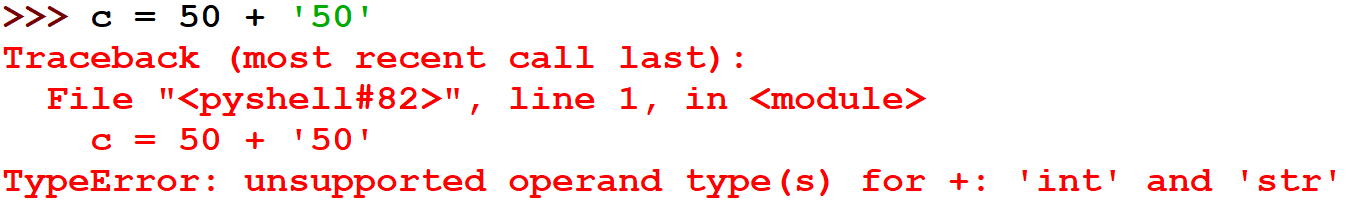 >>> c = 50 + '50'
Traceback (most recent call last):
  File "<pyshell#82>", line 1, in <module>
    c = 50 + '50'
TypeError: unsupported operand type(s) for +: 'int' and 'str'